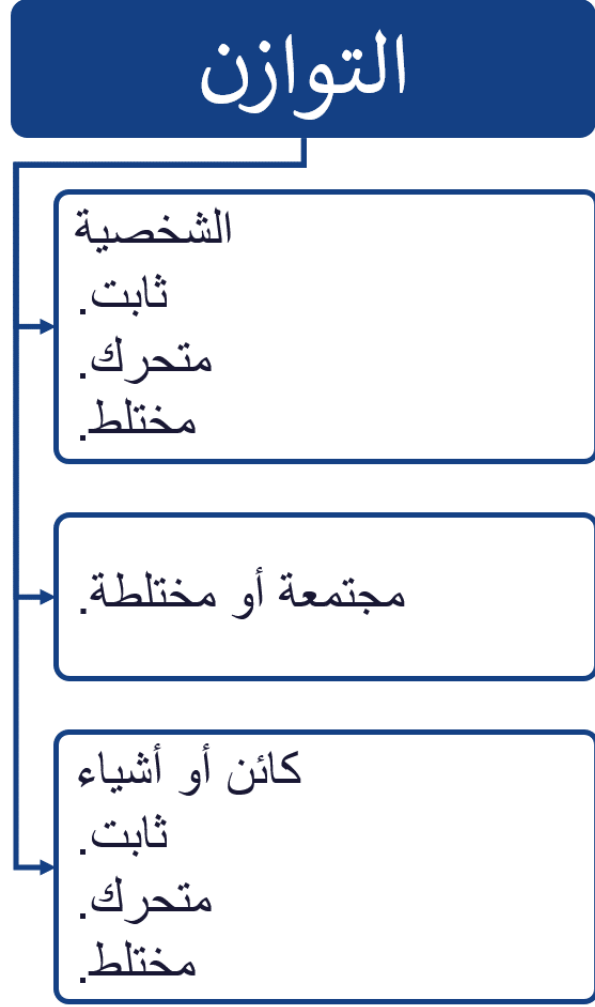 التوازن
الشخصية
ثابت.
متحرك.
مختلط.
مجتمعة أو مختلطة.
كائن أو أشياء
ثابت.
متحرك.
مختلط.